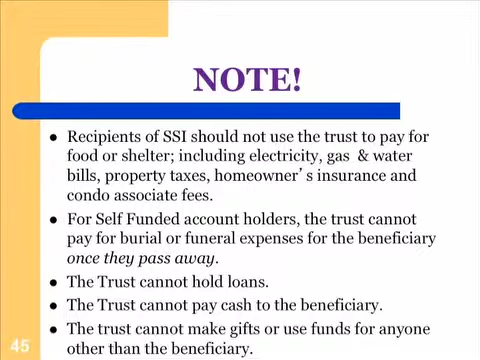 NOTE!
● Recipients of SSI should not use the trust to pay for
food or shelter; including electricity, gas & water
bills, property taxes, homeowner's insurance and
condo associate fees.
● For Self Funded account holders, the trust cannot
pay for burial or funeral expenses for the beneficiary
once they pass away.
● The Trust cannot hold loans.
● The Trust cannot pay cash to the beneficiary.
● The trust cannot make gifts or use funds for anyone
other than the beneficiary.
45